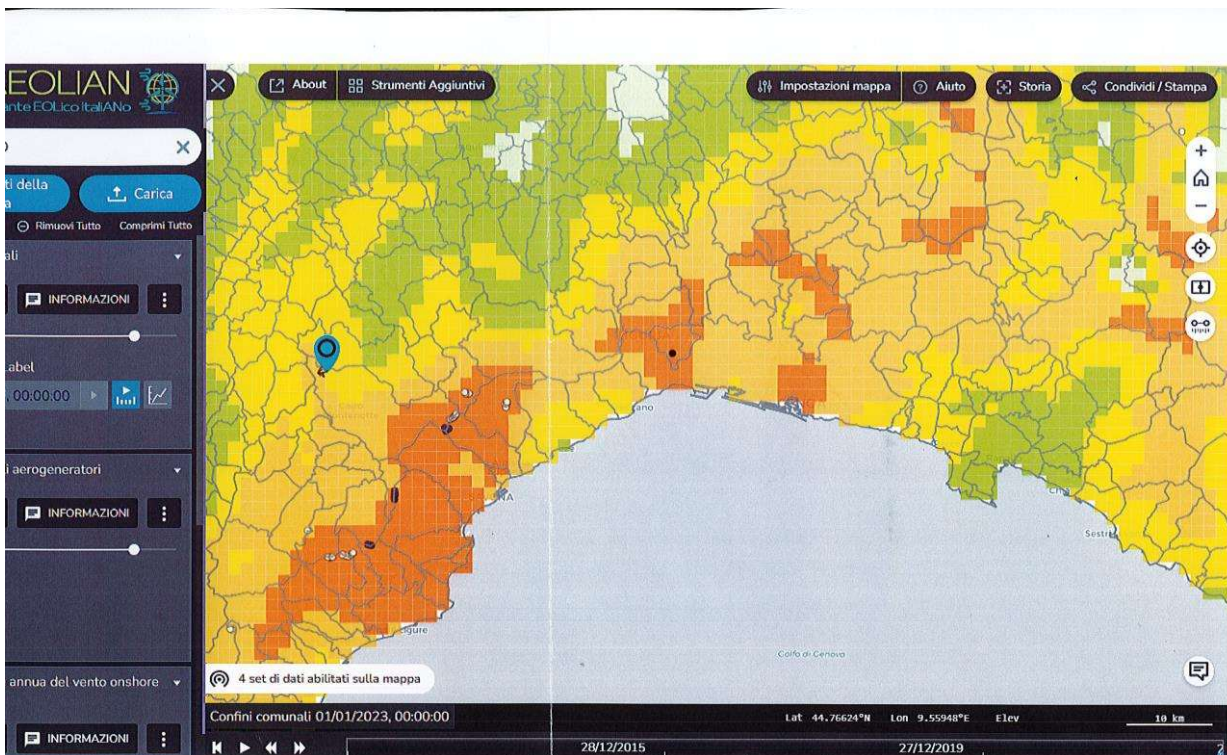 EOLIAN
ante EOLico ItaliANo
About
Strumenti Aggiuntivi
Impostazioni mappa
Aiuto
Storia
Condividi / Stampa
ti della
Carica
Rimuovi Tutto
Comprimi Tutto
ali
INFORMAZIONI
abel
, 00:00:00
i aerogeneratori
INFORMAZIONI
annua del vento onshore
INFORMAZIONI
ano
NA
Sestri
igure
Golfo di Genova
4 set di dati abilitati sulla mappa
Confini comunali 01/01/2023, 00:00:00
Lat 44.76624°N Lon 9.55948°E Elev
10 km
28/12/2015
27/12/2019